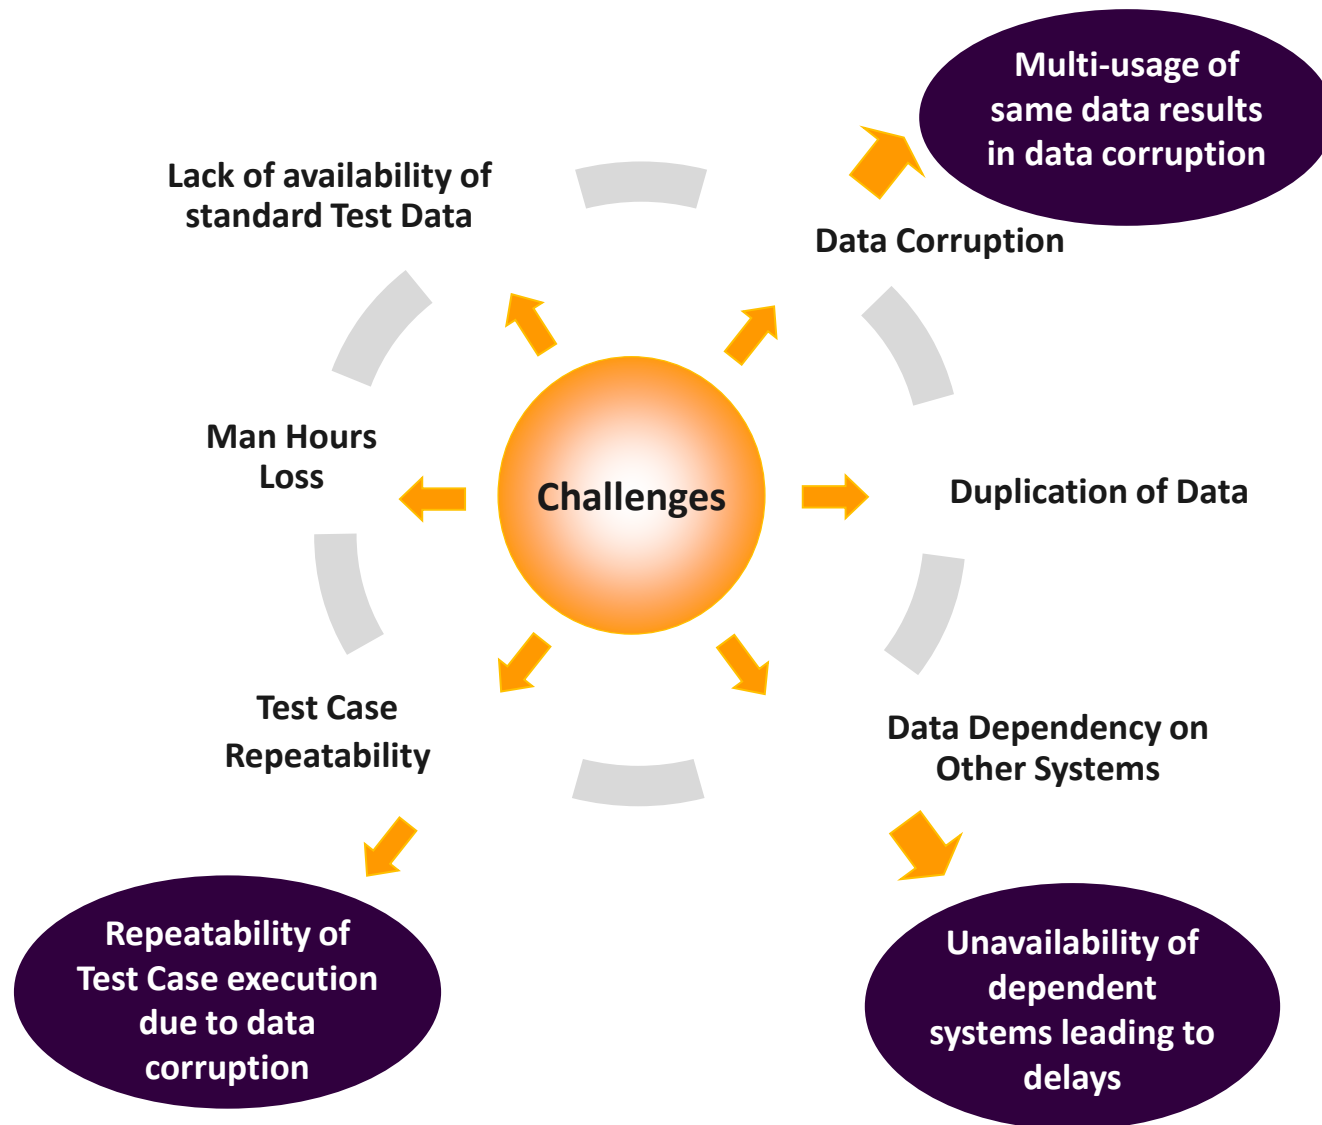 Multi-usage of
same data results
in data corruption
Lack of availability of
standard Test Data
Data Corruption
Man Hours
Loss
Challenges
Duplication of Data
Test Case
Repeatability
Data Dependency on
Other Systems
Repeatability of
Test Case execution
due to data
corruption
Unavailability of
dependent
systems leading to
delays